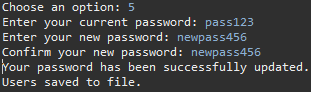 Choose an option: 5
Enter your current password: pass123
Enter your new password: newpass456
Confirm your new password: newpass456
Your password has been successfully updated.
Users saved to file.